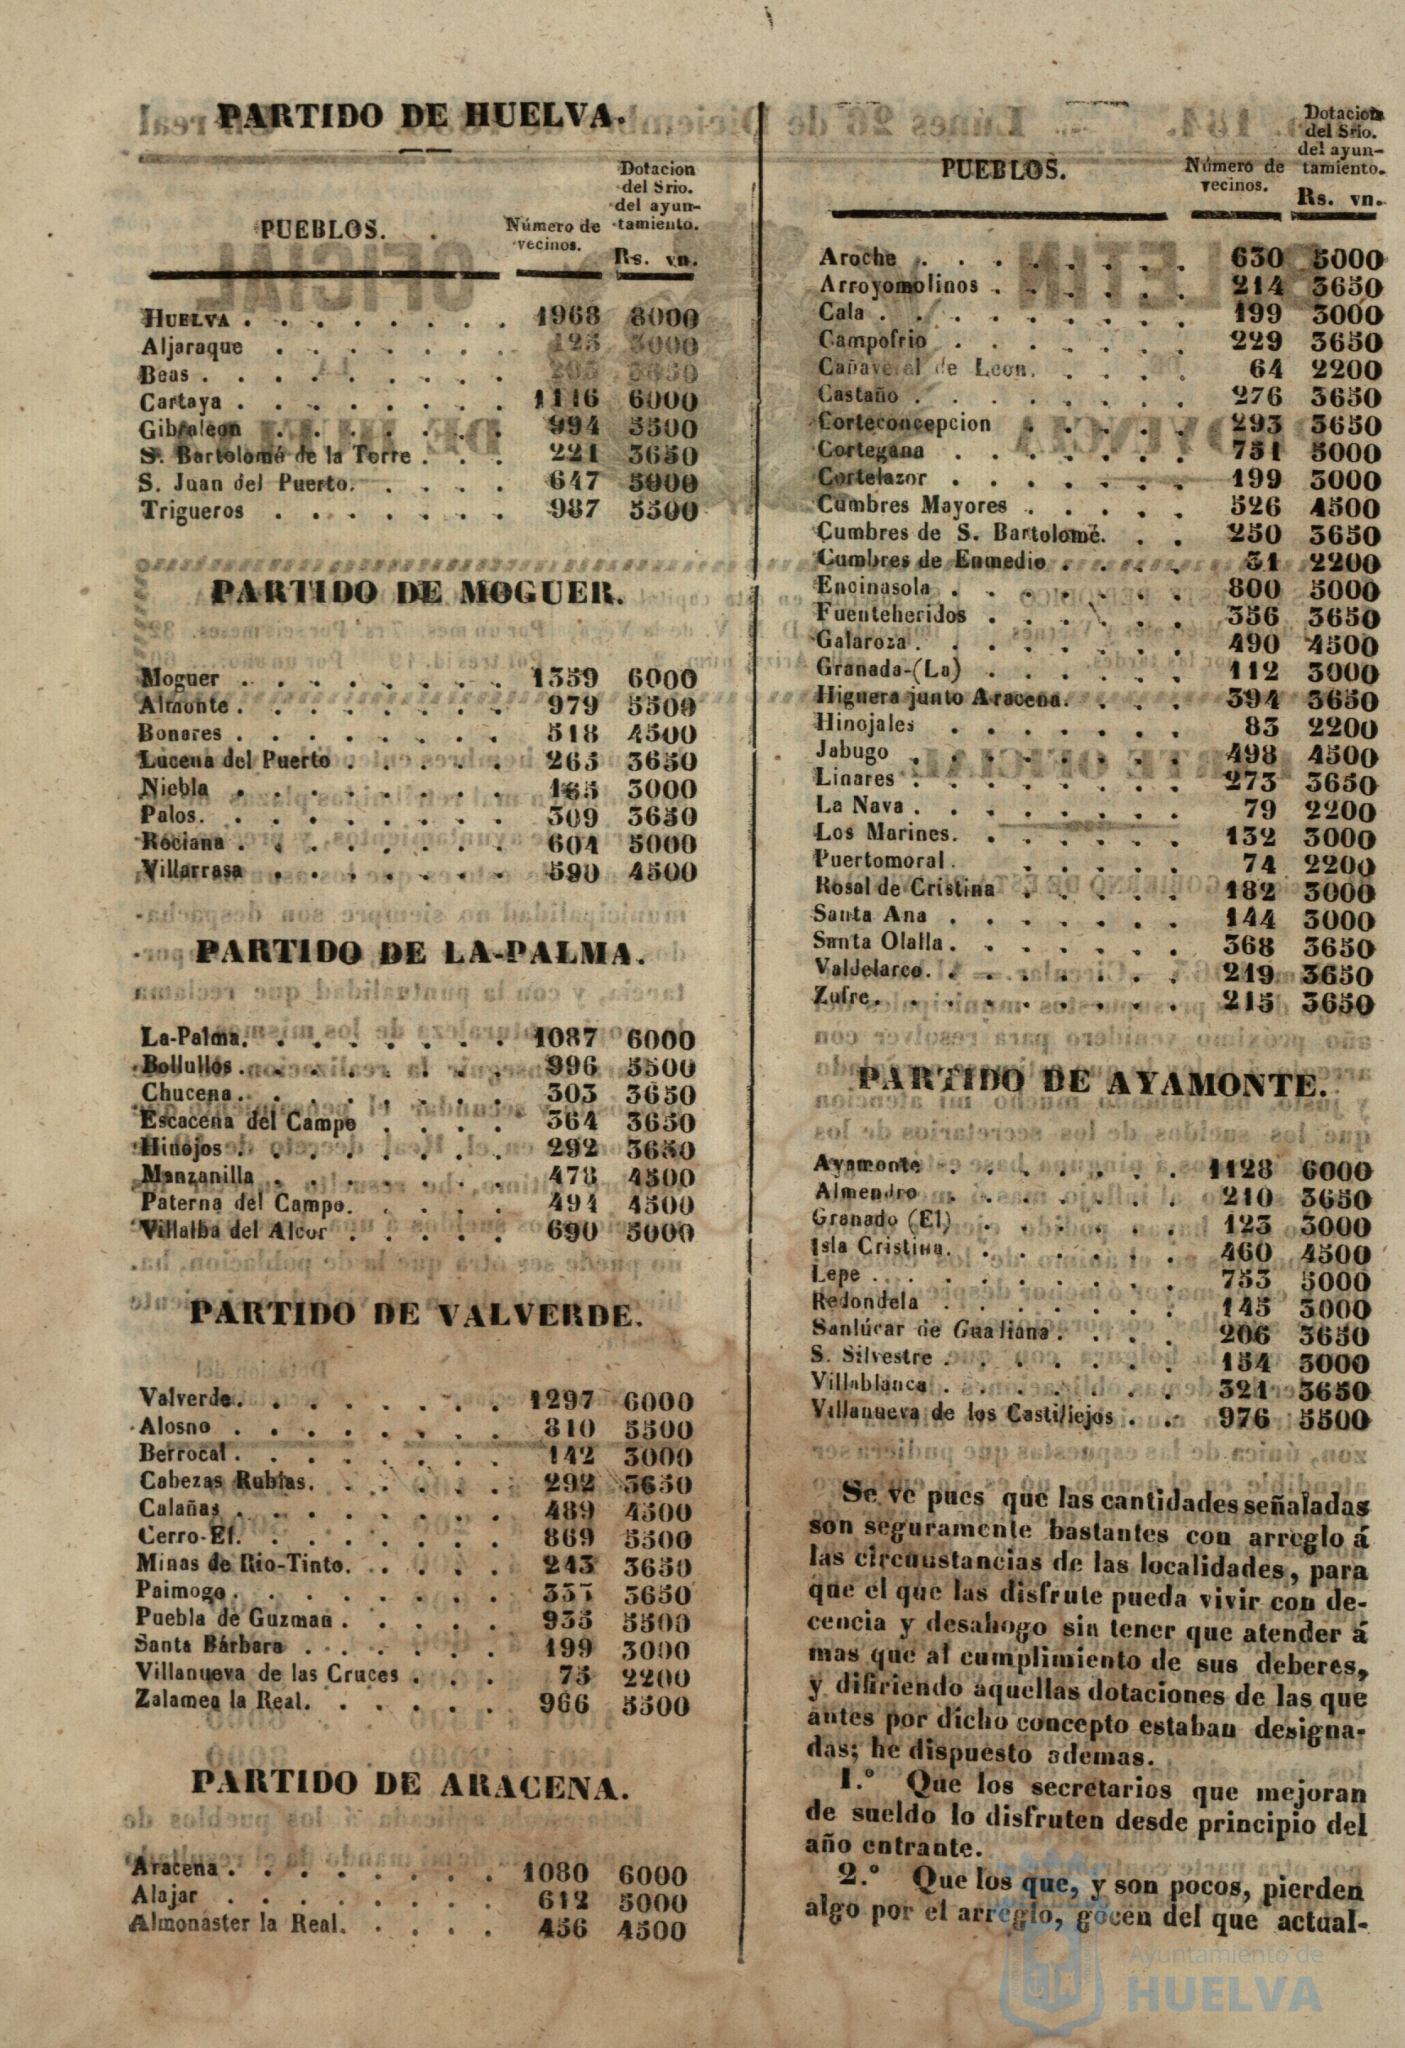 PARTIDO DE HUELVA.
PUEBLOS.
Número de
vecinos.
Dotacion
del Srio.
del ayun-
tamiento.
Rs. vn.
HUELVA . . . . . . . . 1968 8000
Aljaraque . . . . . . . 125 3000
Beas . . . . . . . . 3650
Cartaya . . . . . . . . 1116 6000
Gibraleon . . . . . . . 994 5500
S. Bartolomé de la Torre . . . 221 3650
S. Juan del Puerto. . . . . 647 5000
Trigueros . . . . . . . 987 5500
PARTIDO DE MOGUER.
Moguer . . . . . . . . 1359 6000
Almonte . . . . . . . . 979 5500
Bonares . . . . . . . . 518 4500
Lucena del Puerto . . . . . 265 3650
Niebla . . . . . . . . 165 3000
Palos. . . . . . . . . 309 3650
Rociana . . . . . . . . 604 5000
Villarrasa . . . . . . . 590 4500
PARTIDO DE LA-PALMA.
La-Palma. . . . . . . . 1087 6000
Bollullos . . . . . . . . 996 5500
Chucena . . . . . . . . 303 3650
Escacena del Campo . . . . 364 3650
Hinojos . . . . . . . . 292 3650
Manzanilla . . . . . . . 478 4500
Paterna del Campo. . . . . 494 4500
Villalba del Alcor . . . . . 690 5000
PARTIDO DE VALVERDE.
Valverde. . . . . . . . 1297 6000
Alosno . . . . . . . . 810 5500
Berrocal . . . . . . . . 142 3000
Cabezas Rubias. . . . . . 292 3650
Calañas . . . . . . . . 489 4500
Cerro-El. . . . . . . . 869 5500
Minas de Rio-Tinto. . . . . 243 3650
Paimogo . . . . . . . . 3650
Puebla de Guzman . . . . . 935 5500
Santa Bárbara . . . . . . 199 3000
Villanueva de las Cruces . . . 75 2200
Zalamea la Real. . . . . . 966 5500
PARTIDO DE ARACENA.
Aracena . . . . . . . . 1080 6000
Alajar . . . . . . . . 612 5000
Almonaster la Real. . . . . 456 4500
PUEBLOS.
Número de
vecinos.
Dotacion
del Srio.
del ayun-
tamiento.
Rs. vn.
Aroche . . . . . . . . 630 5000
Arroyomolinos . . . . . . 214 3650
Cala . . . . . . . . . 199 3000
Campofrio . . . . . . . 229 3650
Cañaveral de Leon. . . . . 64 2200
Castaño . . . . . . . . 276 3650
Corteconcepcion . . . . . 293 3650
Cortegana . . . . . . . 751 5000
Cortelazor . . . . . . . 199 3000
Cumbres Mayores . . . . . 526 4500
Cumbres de S. Bartolomé. . . 250 3650
Cumbres de Enmedio . . . . 31 2200
Encinasola . . . . . . . 800 5000
Fuenteheridos . . . . . . 356 3650
Galaroza . . . . . . . . 490 4500
Granada-(La) . . . . . . 112 3000
Higuera junto Aracena. . . . 394 3650
Hinojales . . . . . . . 83 2200
Jabugo . . . . . . . . 498 4500
Linares . . . . . . . . 273 3650
La Nava . . . . . . . . 79 2200
Los Marines. . . . . . . 132 3000
Puertomoral . . . . . . 74 2200
Rosal de Cristina . . . . . 182 3000
Santa Ana . . . . . . . 144 3000
Santa Olalla . . . . . . . 368 3650
Valdelarco. . . . . . . . 219 3650
Zufre. . . . . . . . . 215 3650
PARTIDO DE AYAMONTE.
Ayamonte . . . . . . . 1128 6000
Almendro . . . . . . . 210 3650
Granado (El) . . . . . . 123 3000
Isla Cristina. . . . . . . 460 4500
Lepe . . . . . . . . . 753 5000
Redondela . . . . . . . 145 3000
Sanlúcar de Guadiana . . . . 206 3650
S. Silvestre . . . . . . . 154 3000
Villablanca . . . . . . . 321 3650
Villanueva de los Castillejos . . 976 5500
Se ve pues que las cantidades señaladas
son seguramente bastantes con arreglo á
las circunstancias de las localidades, para
que el que las disfrute pueda vivir con de-
cencia y desahogo sin tener que atender á
mas que al cumplimiento de sus deberes,
y difiriendo aquellas dotaciones de las que
antes por dicho concepto estaban designa-
das; he dispuesto ademas.
1.° Que los secretarios que mejoran
de sueldo lo disfruten desde principio del
año entrante.
2.° Que los que, y son pocos, pierden
algo por el arreglo, gocen del que actual-
Ayuntamiento de
HUELVA